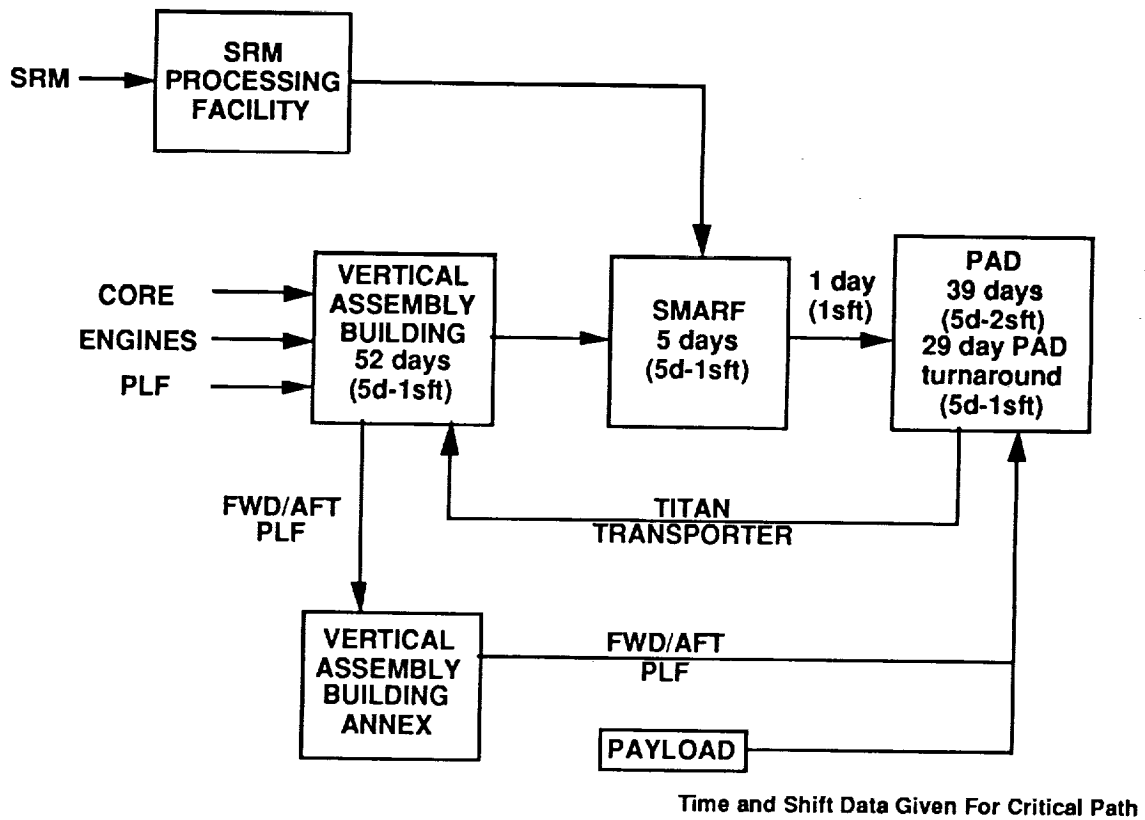 SRM
SRM
PROCESSING
FACILITY
CORE
ENGINES
PLF
VERTICAL
ASSEMBLY
BUILDING
52 days
(5d-1sft)
SMARF
5 days
(5d-1sft)
1 day
(1sft)
PAD
39 days
(5d-2sft)
29 day PAD
turnaround
(5d-1sft)
FWD/AFT
PLF
TITAN
TRANSPORTER
VERTICAL
ASSEMBLY
BUILDING
ANNEX
FWD/AFT
PLF
PAYLOAD
Time and Shift Data Given For Critical Path